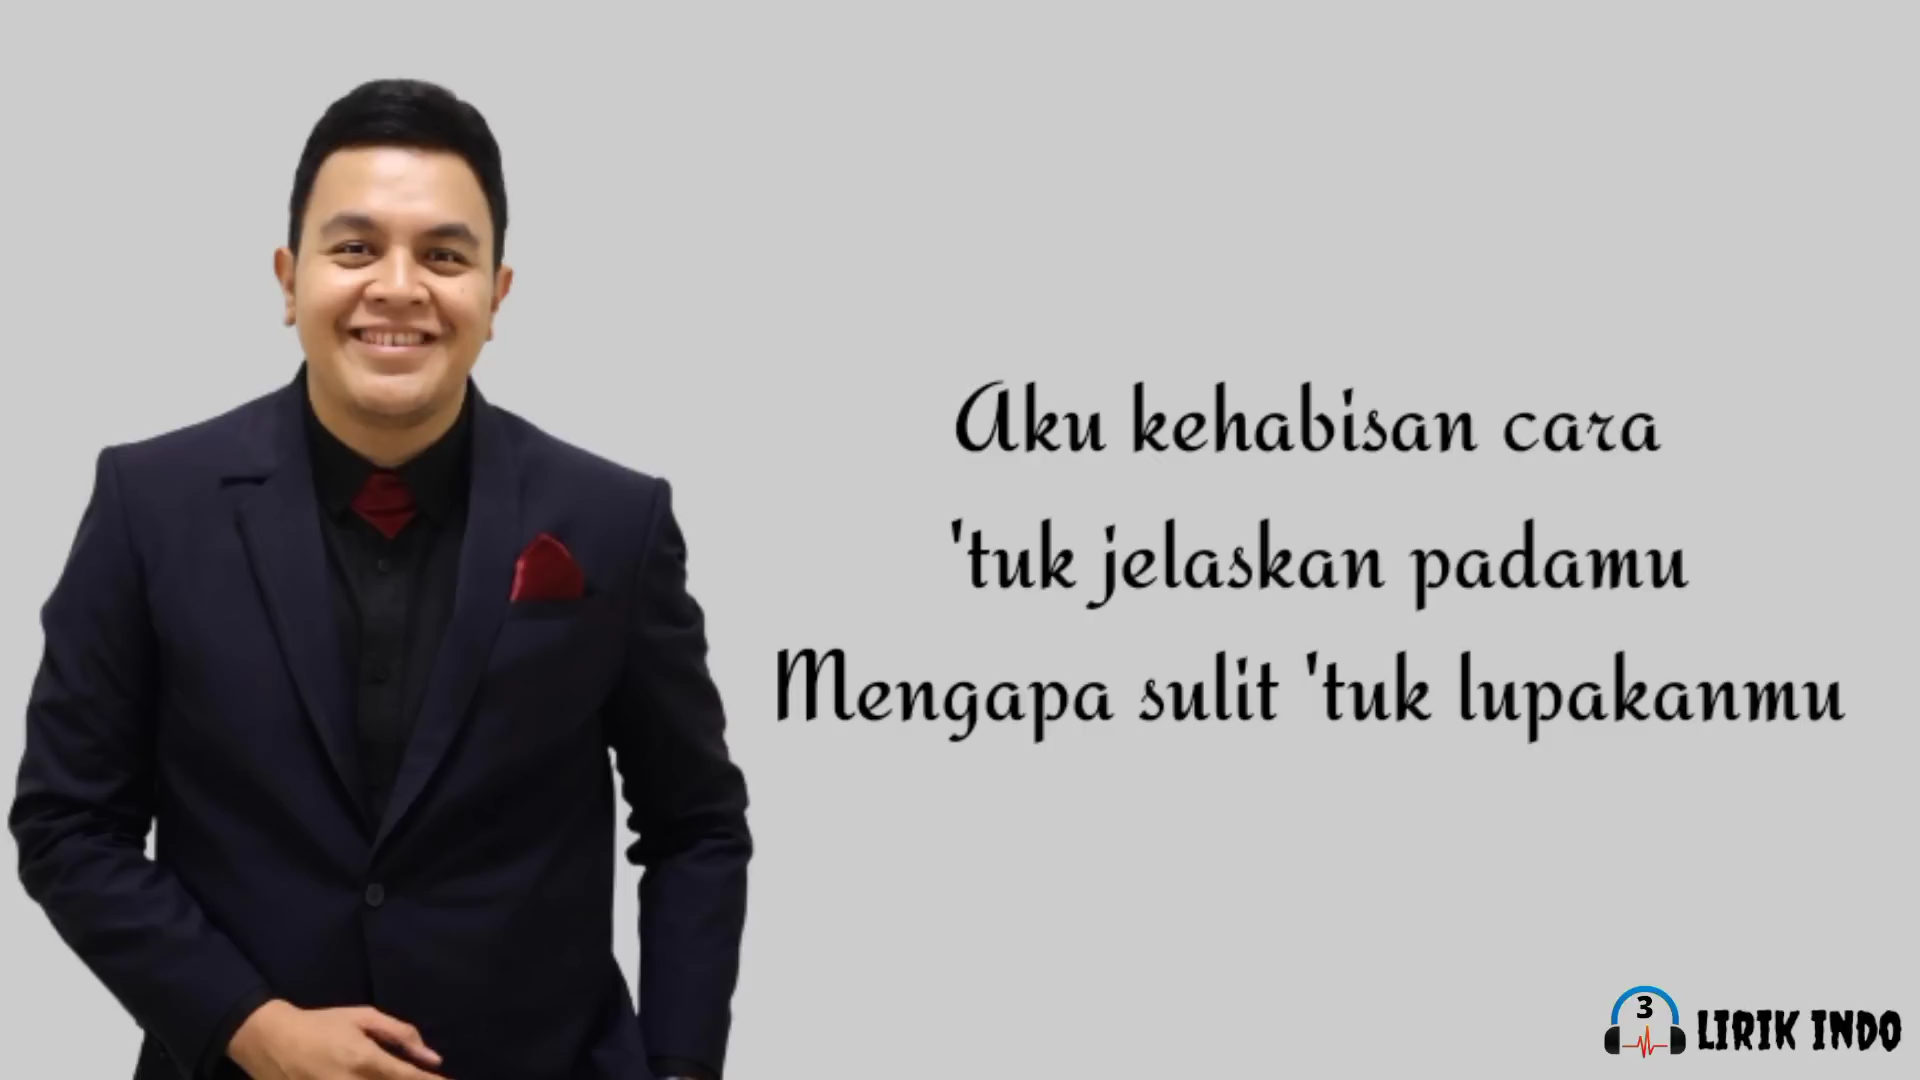 Aku kehabisan cara
'tuk jelaskan padamu
Mengapa sulit 'tuk lupakanmu
3 LIRIK INDO